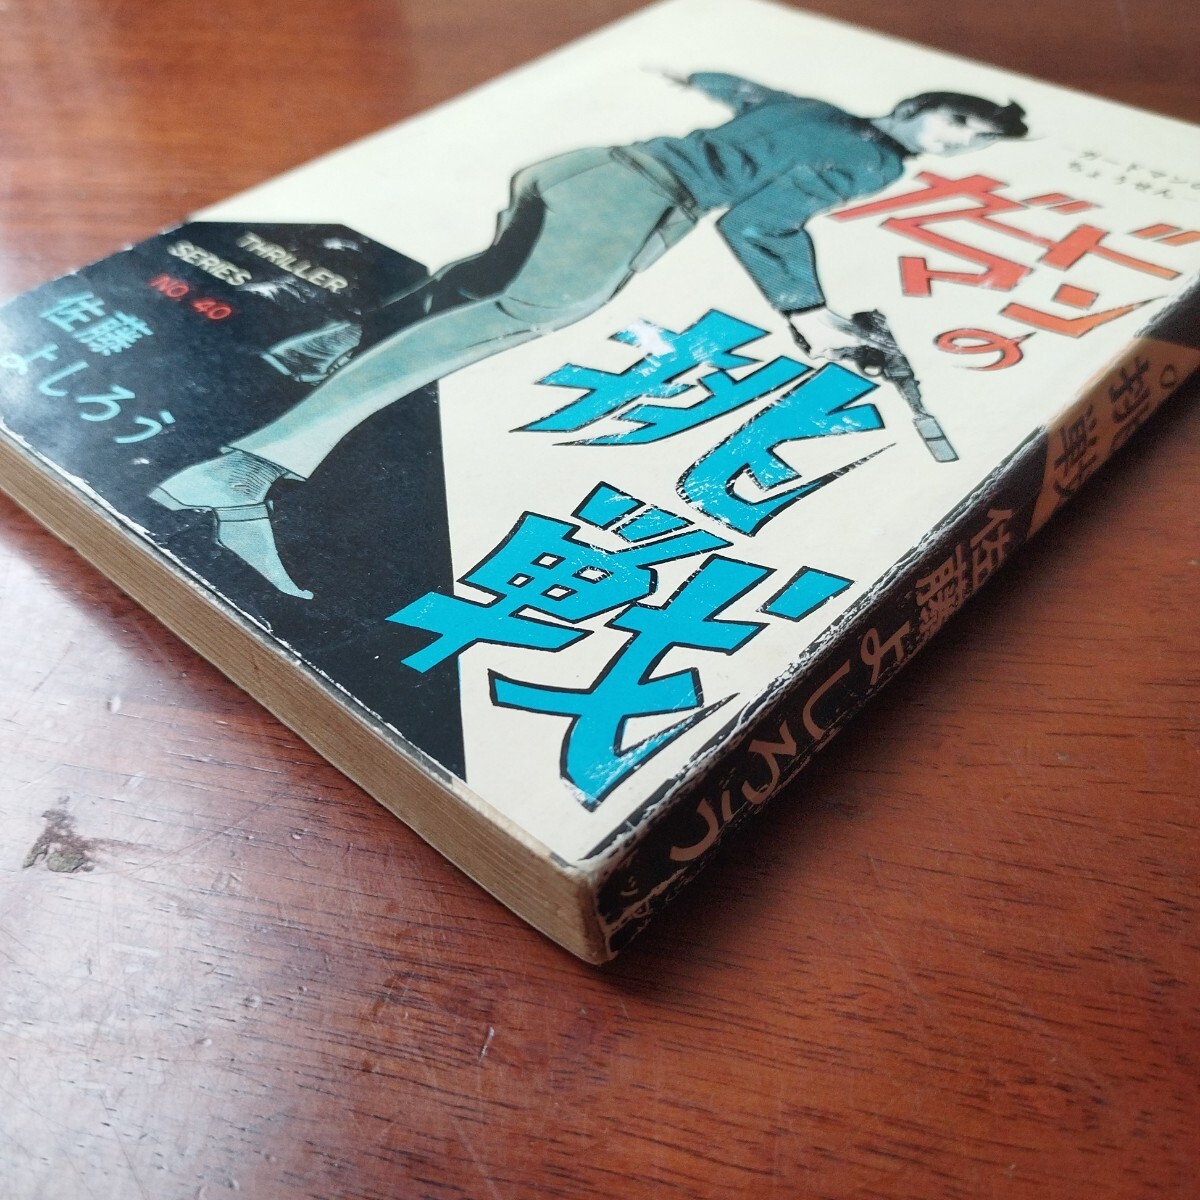 ガードマンの
ちょうせん
ガードマンの
挑戦
THRILLER
SERIES
NO. 40
佐藤
よしろう
の挑戦
佐藤よしろう